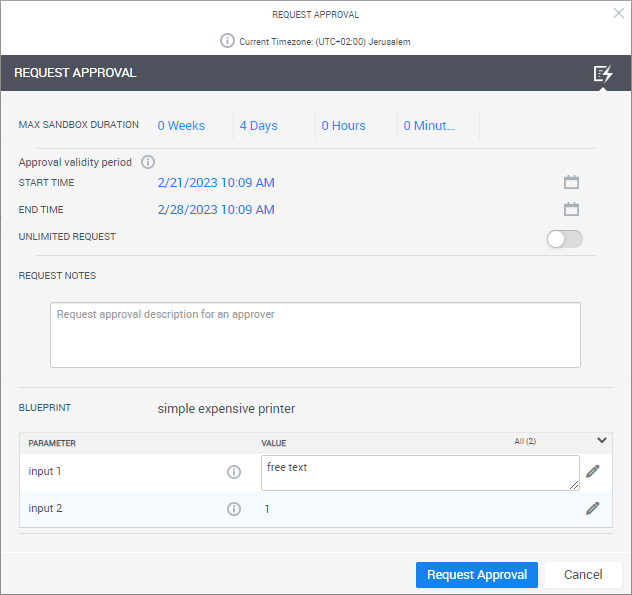 REQUEST APPROVAL
Current Timezone: (UTC+02:00) Jerusalem
REQUEST APPROVAL
MAX SANDBOX DURATION 0 Weeks 4 Days 0 Hours 0 Minut...
Approval validity period
START TIME 2/21/2023 10:09 AM
END TIME 2/28/2023 10:09 AM
UNLIMITED REQUEST
REQUEST NOTES
Request approval description for an approver
BLUEPRINT simple expensive printer
PARAMETER VALUE All (2)
input 1 free text
input 2 1
Request Approval Cancel